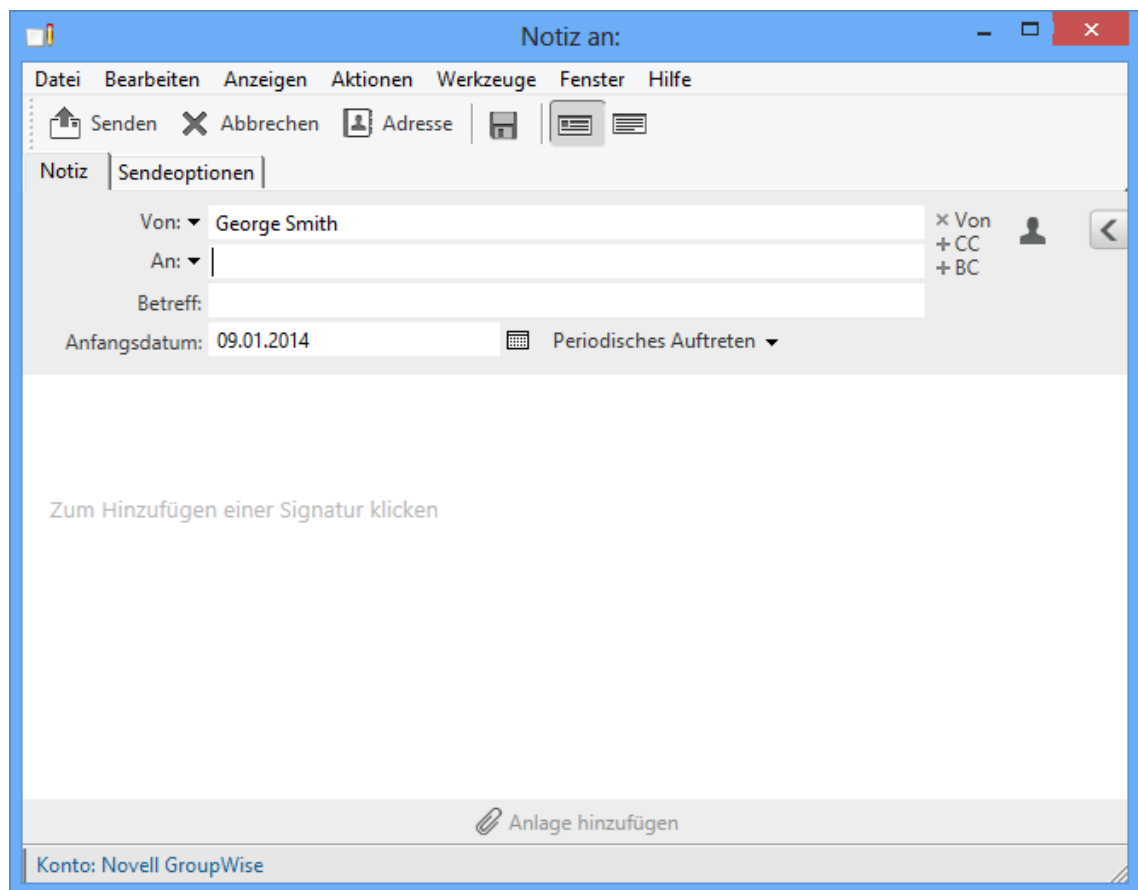 Notiz an:
Datei Bearbeiten Anzeigen Aktionen Werkzeuge Fenster Hilfe
Senden Abbrechen Adresse
Notiz Sendeoptionen
Von: George Smith × Von
+ CC
An:
+ BC
Betreff:
Anfangsdatum: 09.01.2014 Periodisches Auftreten
Zum Hinzufügen einer Signatur klicken
Anlage hinzufügen
Konto: Novell GroupWise